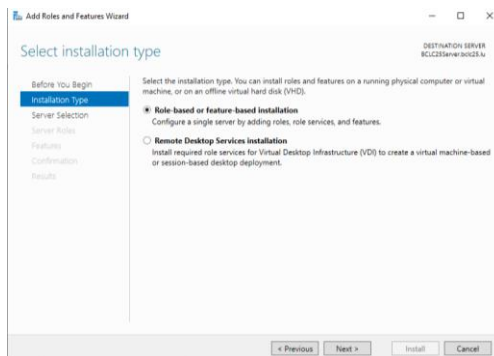 Add Roles and Features Wizard
Select installation type
DESTINATION SERVER
BCLC25Server.bclc25.lu
Before You Begin
Installation Type
Server Selection
Server Roles
Features
Confirmation
Results
Select the installation type. You can install roles and features on a running physical computer or virtual
machine, or on an offline virtual hard disk (VHD).
Role-based or feature-based installation
Configure a single server by adding roles, role services, and features.
Remote Desktop Services installation
Install required role services for Virtual Desktop Infrastructure (VDI) to create a virtual machine-based
or session-based desktop deployment.
< Previous
Next >
Install
Cancel